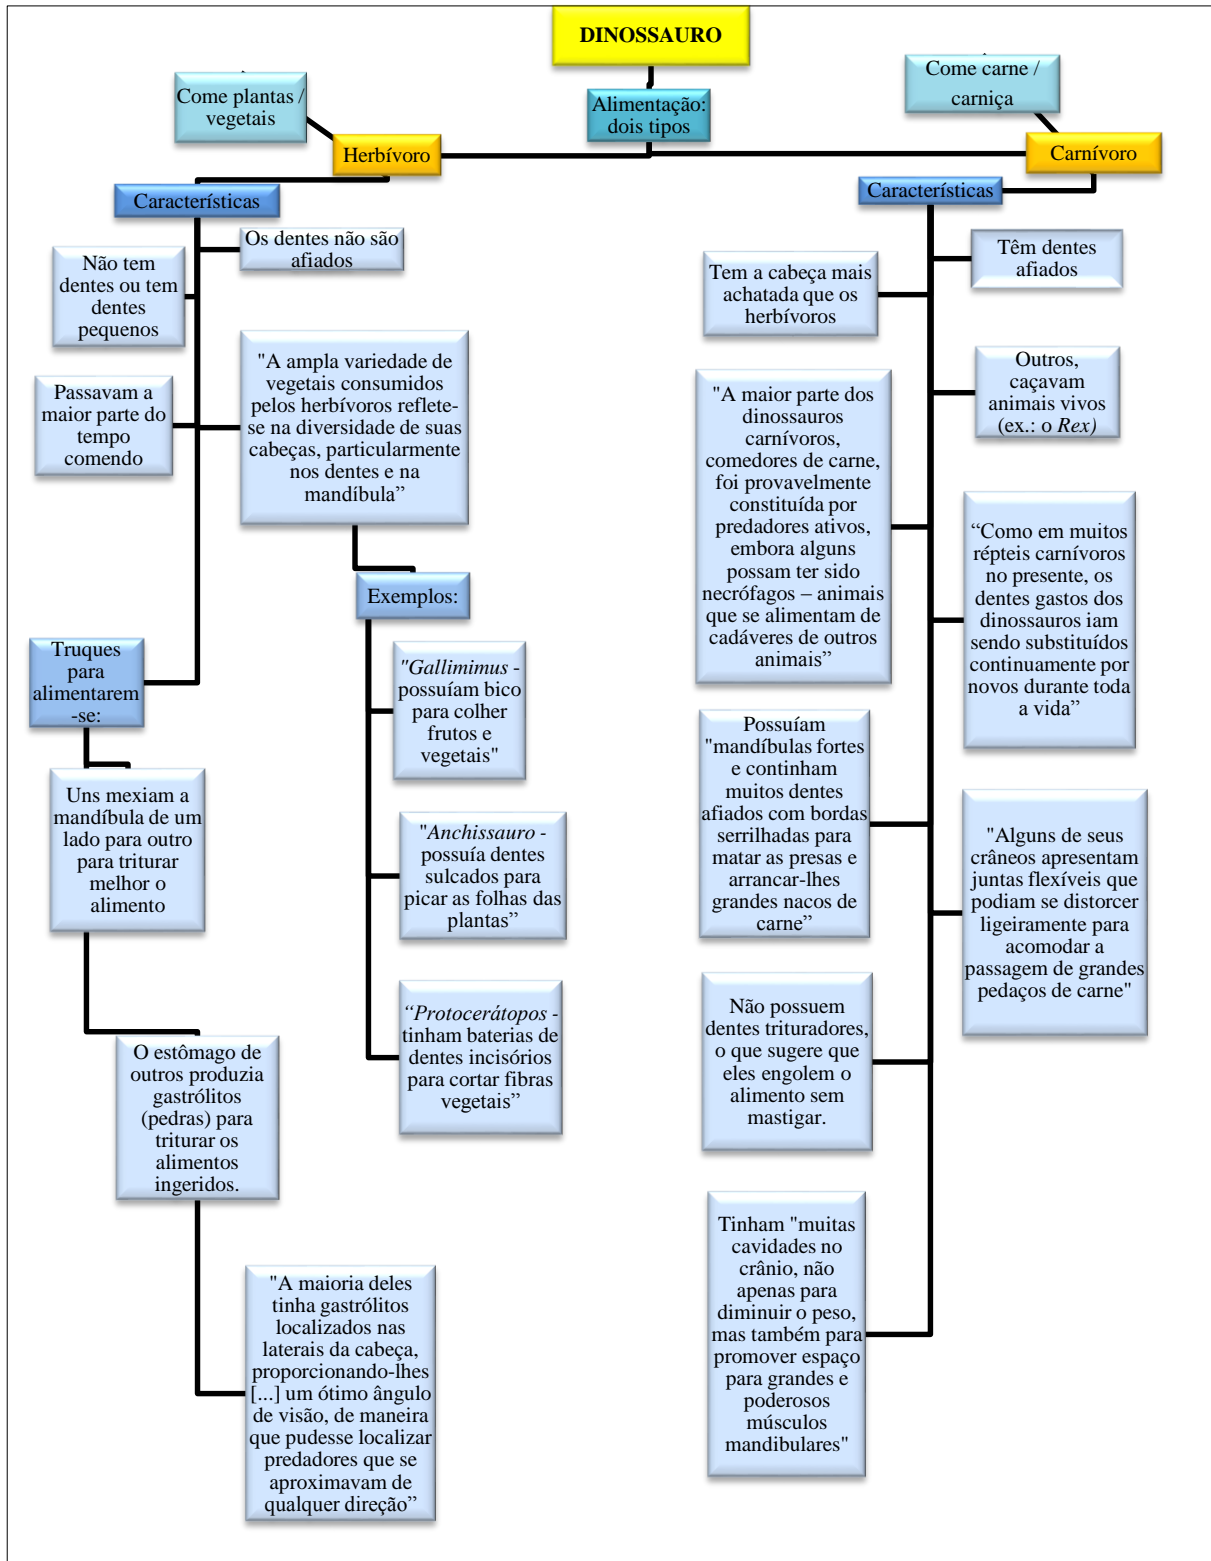 DINOSSAURO
Alimentação:
dois tipos
Come plantas /
vegetais
Herbívoro
Características
Os dentes não são
afiados
Não tem
dentes ou tem
dentes
pequenos
"A ampla variedade de
vegetais consumidos
pelos herbívoros reflete-
se na diversidade de suas
cabeças, particularmente
nos dentes e na
mandíbula”
Passavam a
maior parte do
tempo
comendo
Exemplos:
"Gallimimus -
possuíam bico
para colher
frutos e
vegetais"
"Anchissauro -
possuía dentes
sulcados para
picar as folhas das
plantas”
“Protocerátopos -
tinham baterias de
dentes incisórios
para cortar fibras
vegetais”
Truques
para
alimentarem
-se:
Uns mexiam a
mandíbula de um
lado para outro
para triturar
melhor o
alimento
O estômago de
outros produzia
gastrólitos
(pedras) para
triturar os
alimentos
ingeridos.
"A maioria deles
tinha gastrólitos
localizados nas
laterais da cabeça,
proporcionando-lhes
[...] um ótimo ângulo
de visão, de maneira
que pudesse localizar
predadores que se
aproximavam de
qualquer direção”
Come carne /
carniça
Carnívoro
Características
Têm dentes
afiados
Tem a cabeça mais
achatada que os
herbívoros
Outros,
caçavam
animais vivos
(ex.: o Rex)
"A maior parte dos
dinossauros
carnívoros,
comedores de carne,
foi provavelmente
constituída por
predadores ativos,
embora alguns
possam ter sido
necrófagos – animais
que se alimentam de
cadáveres de outros
animais”
“Como em muitos
répteis carnívoros
no presente, os
dentes gastos dos
dinossauros iam
sendo substituídos
continuamente por
novos durante toda
a vida”
Possuíam
"mandíbulas fortes
e continham
muitos dentes
afiados com bordas
serrilhadas para
matar as presas e
arrancar-lhes
grandes nacos de
carne”
"Alguns de seus
crâneos apresentam
juntas flexíveis que
podiam se distorcer
ligeiramente para
acomodar a
passagem de grandes
pedaços de carne"
Não possuem
dentes trituradores,
o que sugere que
eles engolem o
alimento sem
mastigar.
Tinham "muitas
cavidades no
crânio, não
apenas para
diminuir o peso,
mas também para
promover espaço
para grandes e
poderosos
músculos
mandibulares"